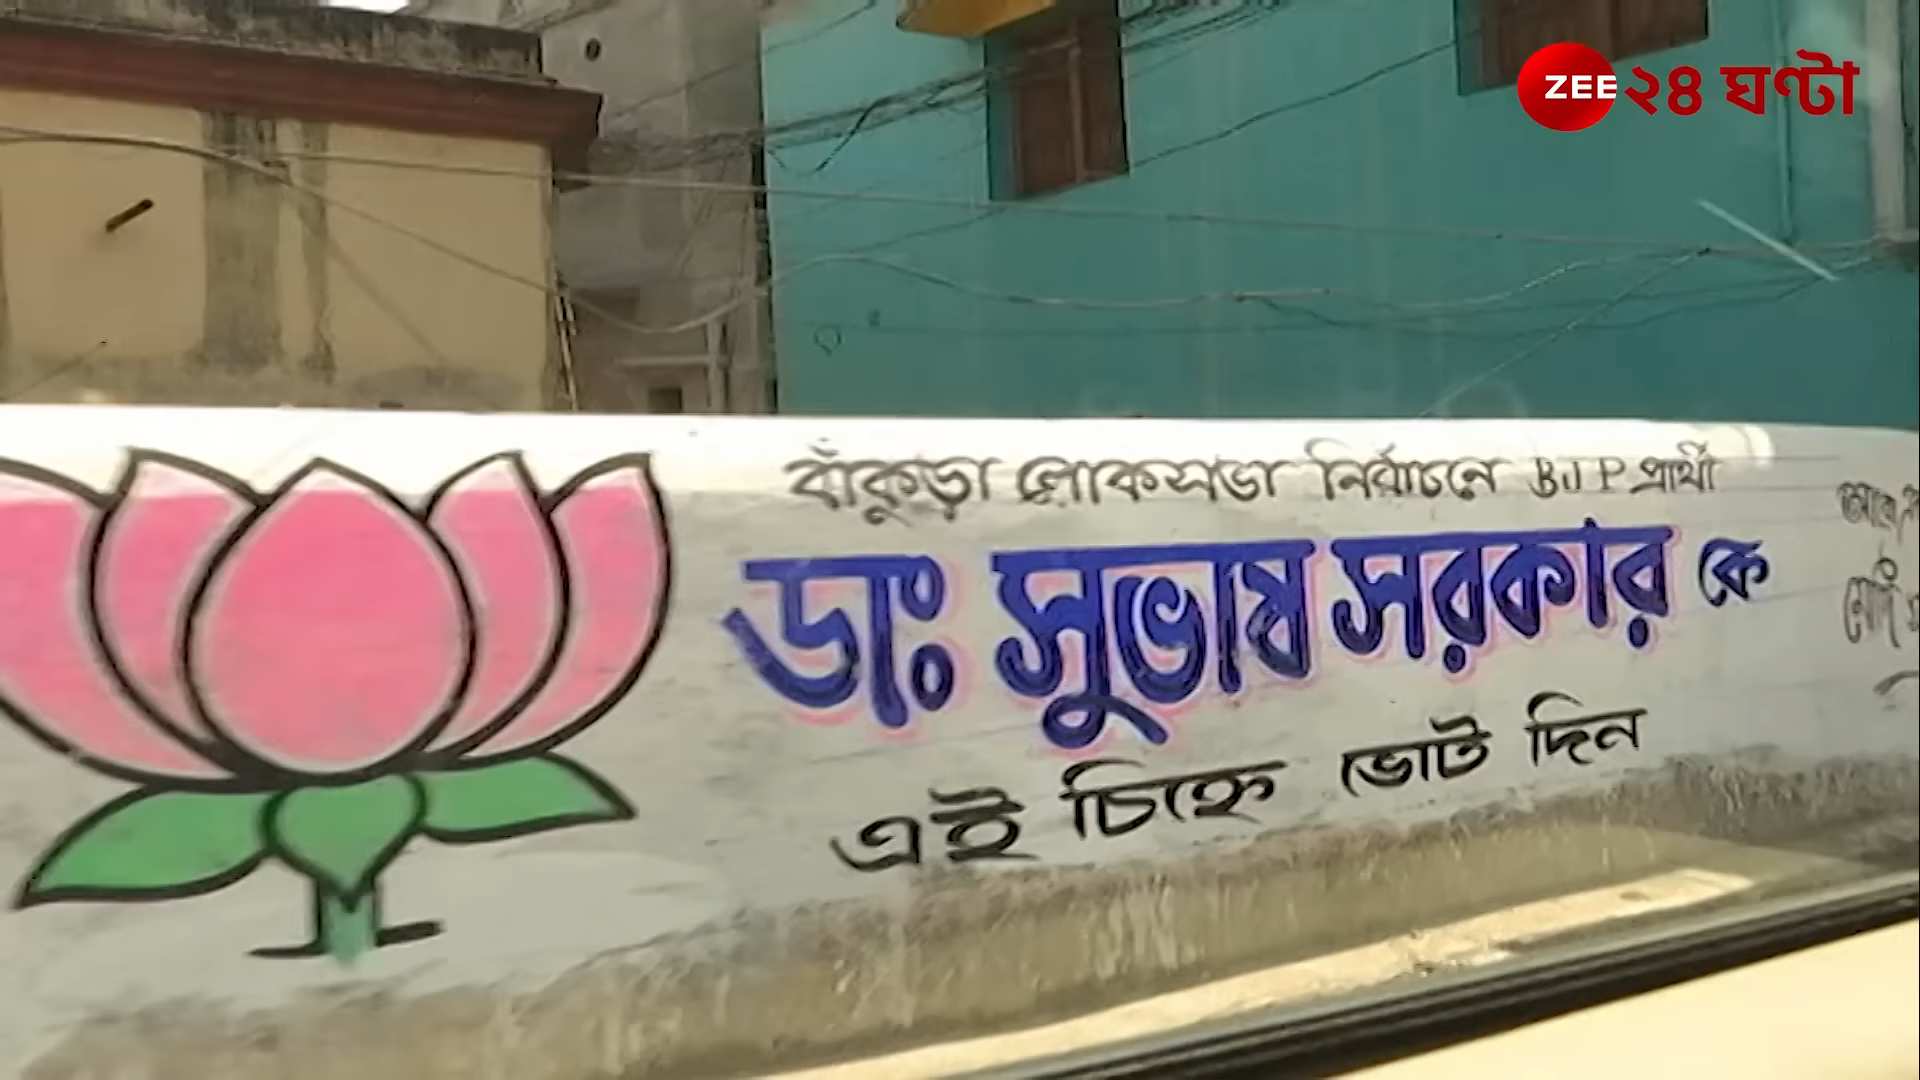 ZEE ২৪ ঘণ্টা
বাঁকুড়া লোকসভা নির্বাচনে BJP প্রার্থী
ডাঃ সুভাষ সরকার কে
এই চিহ্নে ভোট দিন